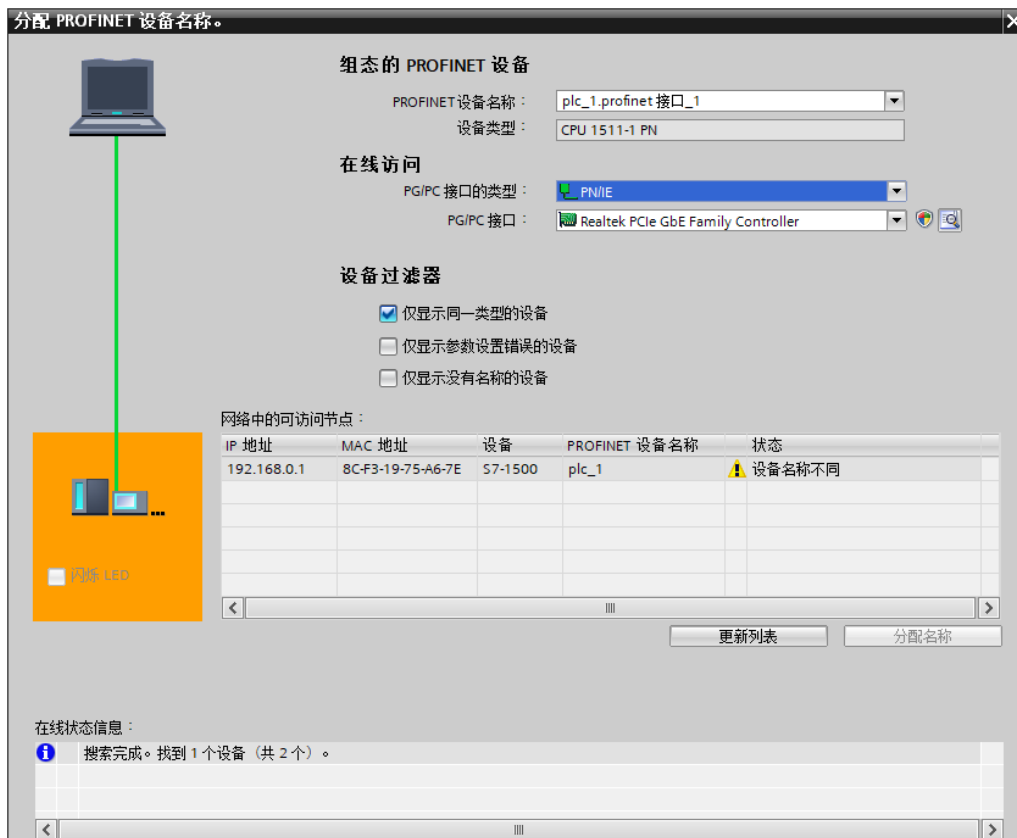 分配 PROFINET 设备名称。
组态的 PROFINET 设备
PROFINET设备名称： plc_1.profinet 接口_1
设备类型： CPU 1511-1 PN
在线访问
PG/PC 接口的类型： PN/IE
PG/PC 接口： Realtek PCIe GbE Family Controller
设备过滤器
仅显示同一类型的设备
仅显示参数设置错误的设备
仅显示没有名称的设备
网络中的可访问节点：
IP 地址 MAC 地址 设备 PROFINET 设备名称 状态
192.168.0.1 8C-F3-19-75-A6-7E S7-1500 plc_1 设备名称不同
闪烁 LED
更新列表 分配名称
在线状态信息：
搜索完成。找到 1 个设备（共 2 个）。